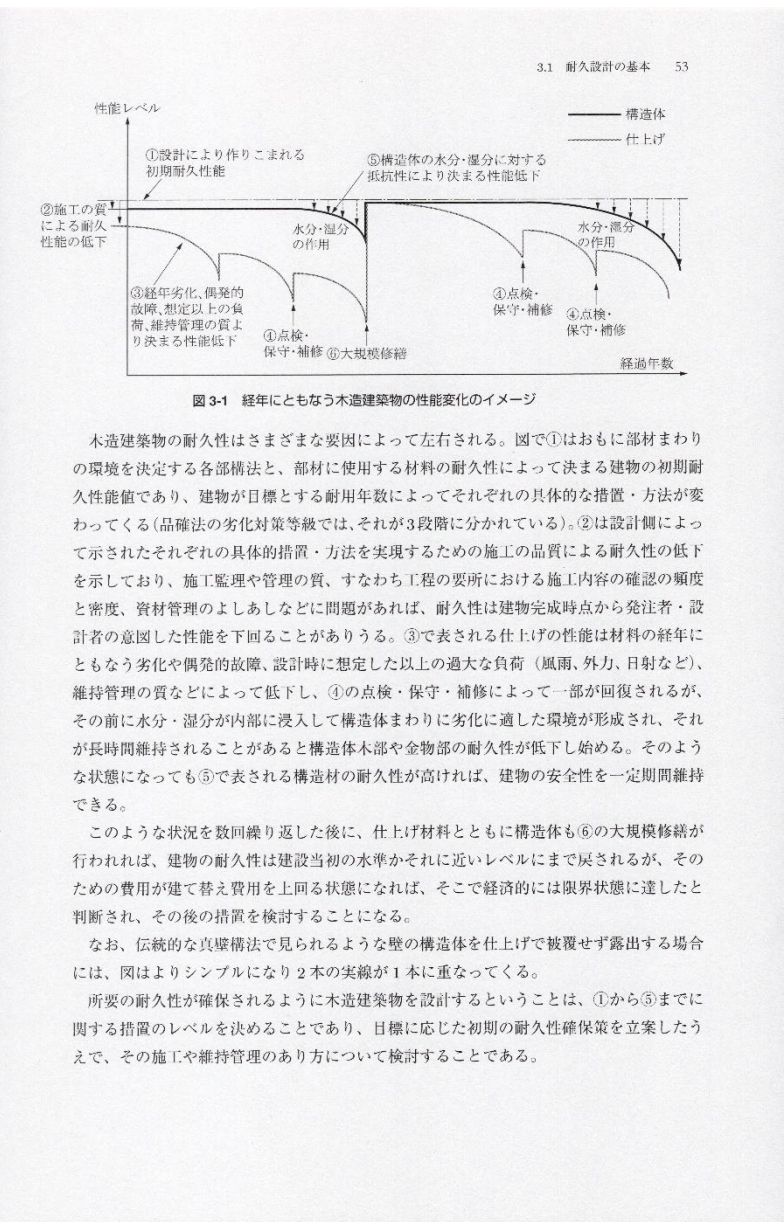 3.1 耐久設計の基本 53
性能レベル
構造体
仕上げ
①設計により作りこまれる
初期耐久性能
⑤構造体の水分・湿分に対する
抵抗性により決まる性能低下
②施工の質
による耐久
性能の低下
水分・湿分
の作用
水分・湿分
の作用
③経年劣化、偶発的
故障、想定以上の負
荷、維持管理の質よ
り決まる性能低下
④点検・
保守・補修
⑥大規模修繕
④点検・
保守・補修
④点検・
保守・補修
経過年数
図 3-1 経年にともなう木造建築物の性能変化のイメージ
木造建築物の耐久性はさまざまな要因によって左右される。図で①はおもに部材まわり
の環境を決定する各部構法と、部材に使用する材料の耐久性によって決まる建物の初期耐
久性能値であり、建物が目標とする耐用年数によってそれぞれの具体的な措置・方法が変
わってくる(品確法の劣化対策等級では、それが3段階に分かれている)。②は設計側によっ
て示されたそれぞれの具体的措置・方法を実現するための施工の品質による耐久性の低下
を示しており、施工監理や管理の質、すなわち工程の要所における施工内容の確認の頻度
と密度、資材管理のよしあしなどに問題があれば、耐久性は建物完成時点から発注者・設
計者の意図した性能を下回ることがありうる。③で表される仕上げの性能は材料の経年に
ともなう劣化や偶発的故障、設計時に想定した以上の過大な負荷（風雨、外力、日射など）、
維持管理の質などによって低下し、④の点検・保守・補修によって一部が回復されるが、
その前に水分・湿分が内部に浸入して構造体まわりに劣化に適した環境が形成され、それ
が長時間維持されることがあると構造体木部や金物部の耐久性が低下し始める。そのよう
な状態になっても⑤で表される構造材の耐久性が高ければ、建物の安全性を一定期間維持
できる。
このような状況を数回繰り返した後に、仕上げ材料とともに構造体も⑥の大規模修繕が
行われれば、建物の耐久性は建設当初の水準かそれに近いレベルにまで戻されるが、その
ための費用が建て替え費用を上回る状態になれば、そこで経済的には限界状態に達したと
判断され、その後の措置を検討することになる。
なお、伝統的な真壁構法で見られるような壁の構造体を仕上げで被覆せず露出する場合
には、図はよりシンプルになり2本の実線が1本に重なってくる。
所要の耐久性が確保されるように木造建築物を設計するということは、①から⑤までに
関する措置のレベルを決めることであり、目標に応じた初期の耐久性確保策を立案したう
えで、その施工や維持管理のあり方について検討することである。